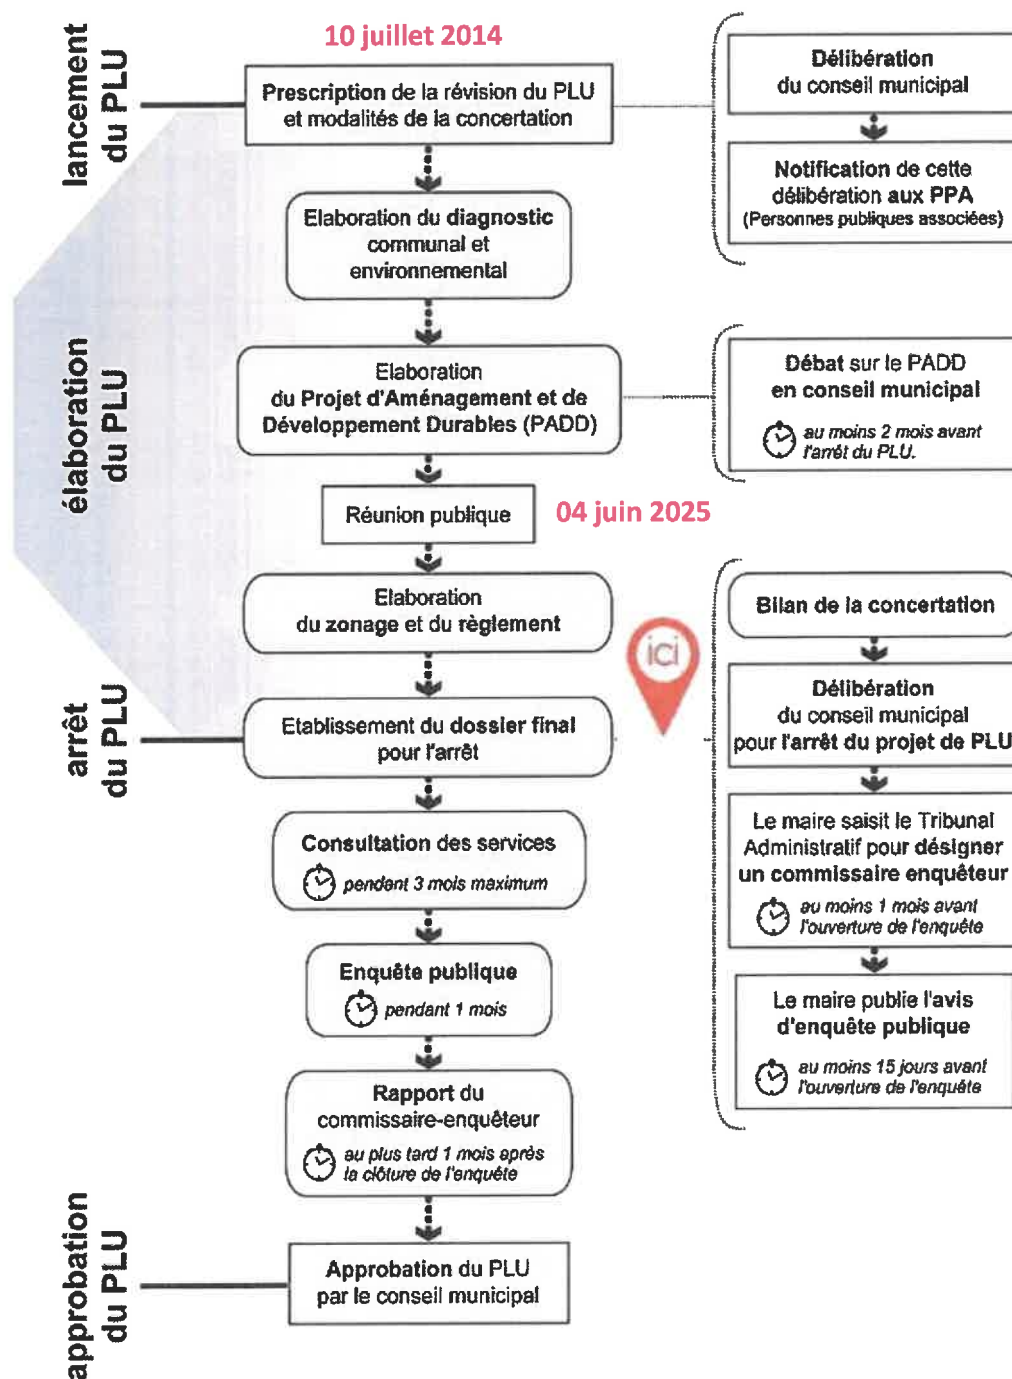 lancement
du PLU
10 juillet 2014
Prescription de la révision du PLU
et modalités de la concertation
Délibération
du conseil municipal
Notification de cette
délibération aux PPA
(Personnes publiques associées)
Elaboration du diagnostic
communal et
environnemental
élaboration
du PLU
Elaboration
du Projet d'Aménagement et de
Développement Durables (PADD)
Débat sur le PADD
en conseil municipal
au moins 2 mois avant
l'arrêt du PLU.
Réunion publique
04 juin 2025
Elaboration
du zonage et du règlement
ici
Bilan de la concertation
arrêt
du PLU
Etablissement du dossier final
pour l'arrêt
Délibération
du conseil municipal
pour l'arrêt du projet de PLU
Consultation des services
pendant 3 mois maximum
Le maire saisit le Tribunal
Administratif pour désigner
un commissaire enquêteur
au moins 1 mois avant
l'ouverture de l'enquête
Enquête publique
pendant 1 mois
Le maire publie l'avis
d'enquête publique
au moins 15 jours avant
l'ouverture de l'enquête
Rapport du
commissaire-enquêteur
au plus tard 1 mois après
la clôture de l'enquête
approbation
du PLU
Approbation du PLU
par le conseil municipal